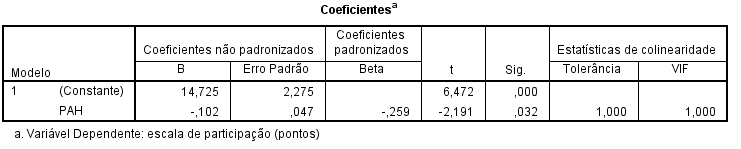 Coeficientesa
Coeficientes não padronizados Coeficientes padronizados Estatísticas de colinearidade
Modelo B Erro Padrão Beta t Sig. Tolerância VIF
1 (Constante) 14,725 2,275 6,472 ,000
PAH -,102 ,047 -,259 -2,191 ,032 1,000 1,000
a. Variável Dependente: escala de participação (pontos)